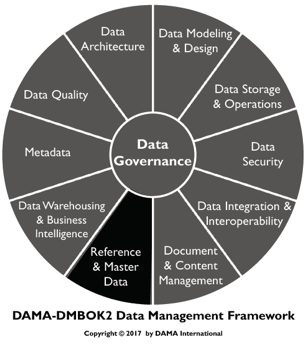 Data
Architecture
Data Modeling
& Design
Data Storage
& Operations
Data
Security
Data Integration &
Interoperability
Document
& Content
Management
Reference
& Master
Data
Data Warehousing
& Business
Intelligence
Metadata
Data Quality
Data
Governance
DAMA-DMBOK2 Data Management Framework
Copyright © 2017 by DAMA International